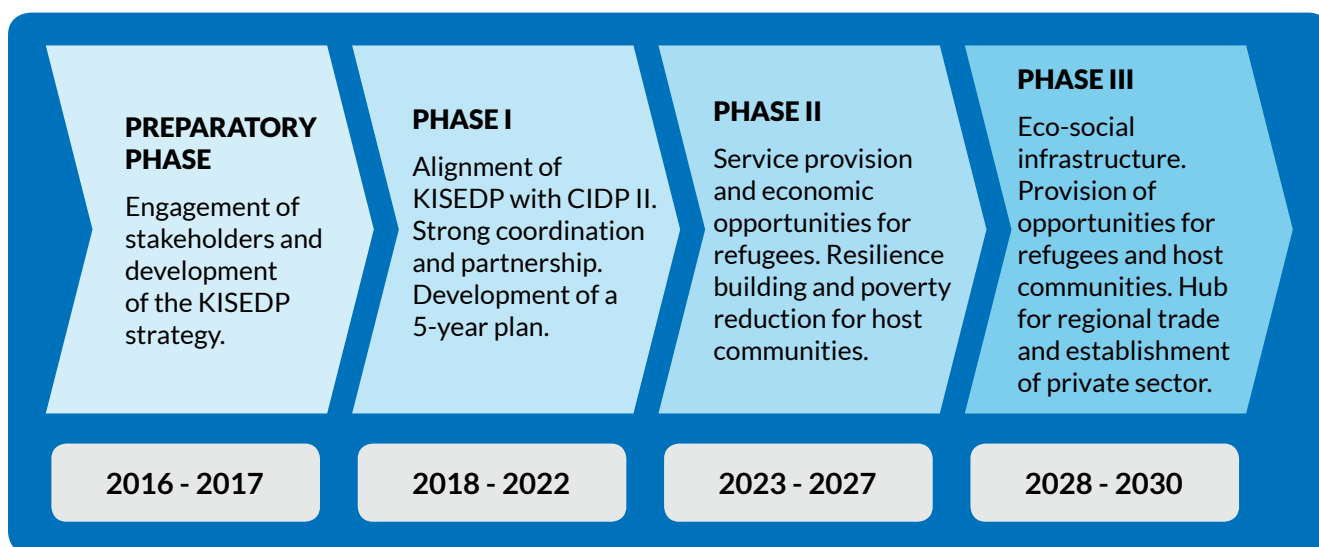 PREPARATORY
PHASE
Engagement of
stakeholders and
development
of the KISEDP
strategy.
PHASE I
Alignment of
KISEDP with CIDP II.
Strong coordination
and partnership.
Development of a
5-year plan.
PHASE II
Service provision
and economic
opportunities for
refugees. Resilience
building and poverty
reduction for host
communities.
PHASE III
Eco-social
infrastructure.
Provision of
opportunities for
refugees and host
communities. Hub
for regional trade
and establishment
of private sector.
2016 - 2017
2018 - 2022
2023 - 2027
2028 - 2030